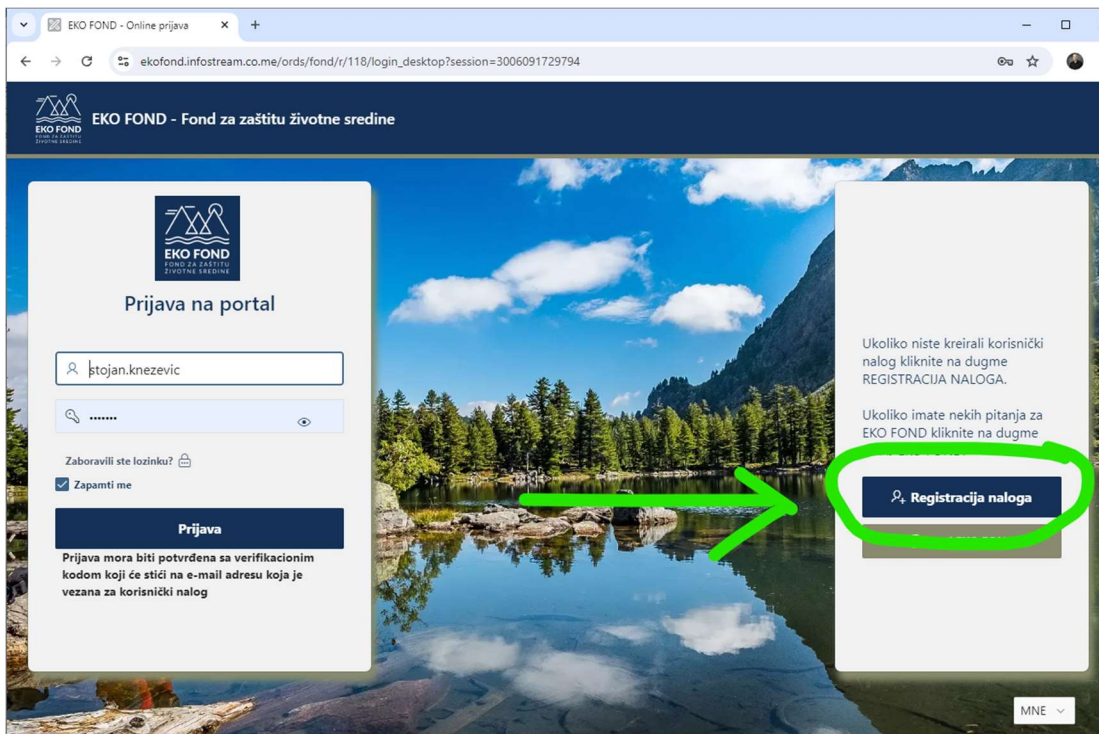 EKO FOND - Online prijava
ekofond.infostream.co.me/ords/fond/r/118/login_desktop?session=3006091729794
EKO FOND
FOND ZA ZAŠTITU
ŽIVOTNE SREDINE
EKO FOND - Fond za zaštitu životne sredine
EKO FOND
FOND ZA ZAŠTITU
ŽIVOTNE SREDINE
Prijava na portal
stojan.knezevic
Zaboravili ste lozinku?
Zapamti me
Prijava
Prijava mora biti potvrđena sa verifikacionim
kodom koji će stići na e-mail adresu koja je
vezana za korisnički nalog
Ukoliko niste kreirali korisnički
nalog kliknite na dugme
REGISTRACIJA NALOGA.
Ukoliko imate nekih pitanja za
EKO FOND kliknite na dugme
Registracija naloga
MNE